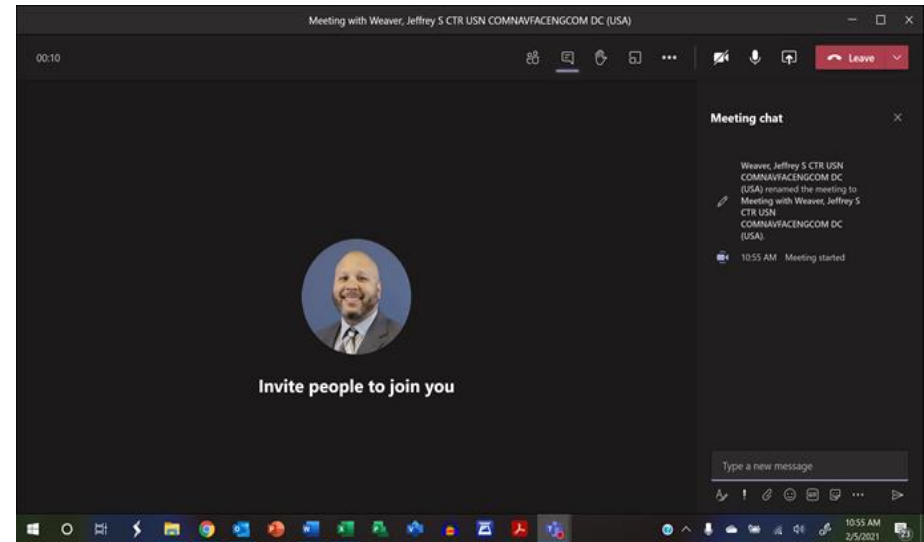 Meeting with Weaver, Jeffrey S CTR USN COMNAVFACENGCOM DC (USA)
00:10
Leave
Meeting chat
Weaver, Jeffrey S CTR USN
COMNAVFACENGCOM DC
(USA) renamed the meeting to
Meeting with Weaver, Jeffrey S
CTR USN
COMNAVFACENGCOM DC
(USA).
10:55 AM Meeting started
Invite people to join you
Type a new message
10:55 AM
2/5/2021
23